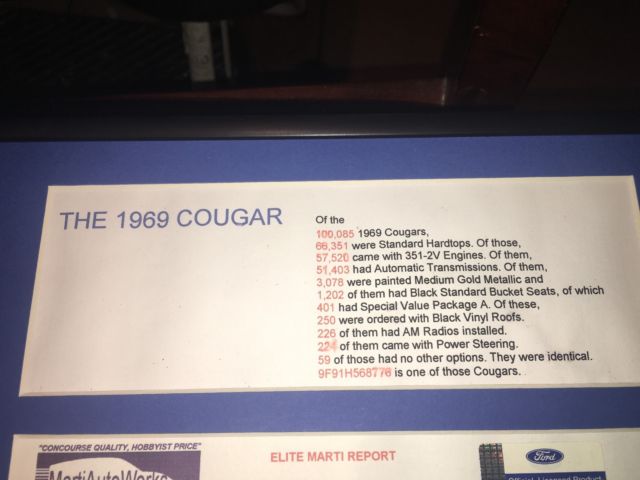 THE 1969 COUGAR
Of the
100,085 1969 Cougars,
66,351 were Standard Hardtops. Of those,
57,520 came with 351-2V Engines. Of them,
51,403 had Automatic Transmissions. Of them,
3,078 were painted Medium Gold Metallic and
1,202 of them had Black Standard Bucket Seats, of which
401 had Special Value Package A. Of these,
250 were ordered with Black Vinyl Roofs.
226 of them had AM Radios installed.
224 of them came with Power Steering.
59 of those had no other options. They were identical.
9F91H568776 is one of those Cougars.
"CONCOURSE QUALITY, HOBBYIST PRICE"
MartiAutoWorks
ELITE MARTI REPORT
Ford
Official Licensed Product